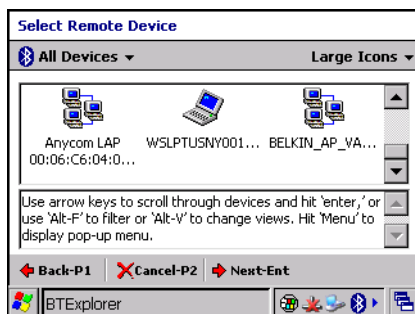 Select Remote Device
All Devices
Large Icons
Anycom LAP
00:06:C6:04:0...
WSLPTUSNY001...
BELKIN_AP_VA...
Use arrow keys to scroll through devices and hit 'enter,' or
use 'Alt-F' to filter or 'Alt-V' to change views. Hit 'Menu' to
display pop-up menu.
Back-P1 Cancel-P2 Next-Ent
BTExplorer